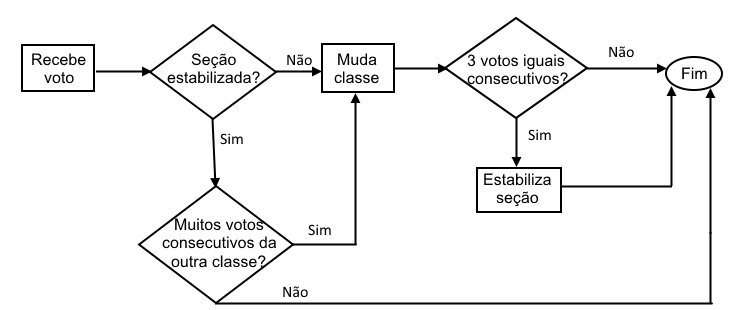 Recebe
voto
Seção
estabilizada?
Não
Muda
classe
3 votos iguais
consecutivos?
Não
Fim
Sim
Sim
Estabiliza
seção
Muitos votos
consecutivos da
outra classe?
Sim
Não